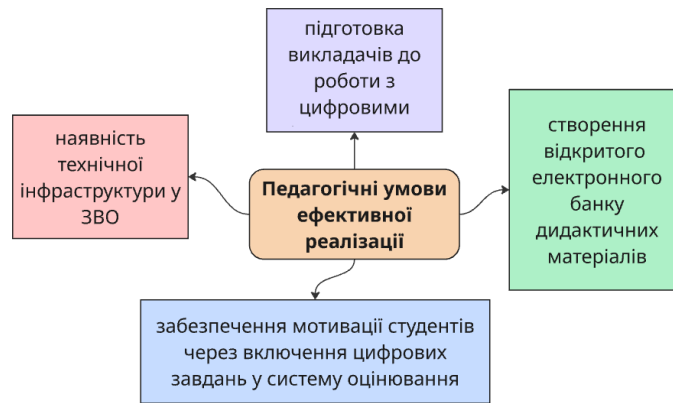 підготовка
викладачів до
роботи з
цифровими
наявність
технічної
інфраструктури у
ЗВО
Педагогічні умови
ефективної
реалізації
створення
відкритого
електронного
банку
дидактичних
матеріалів
забезпечення мотивації студентів
через включення цифрових
завдань у систему оцінювання